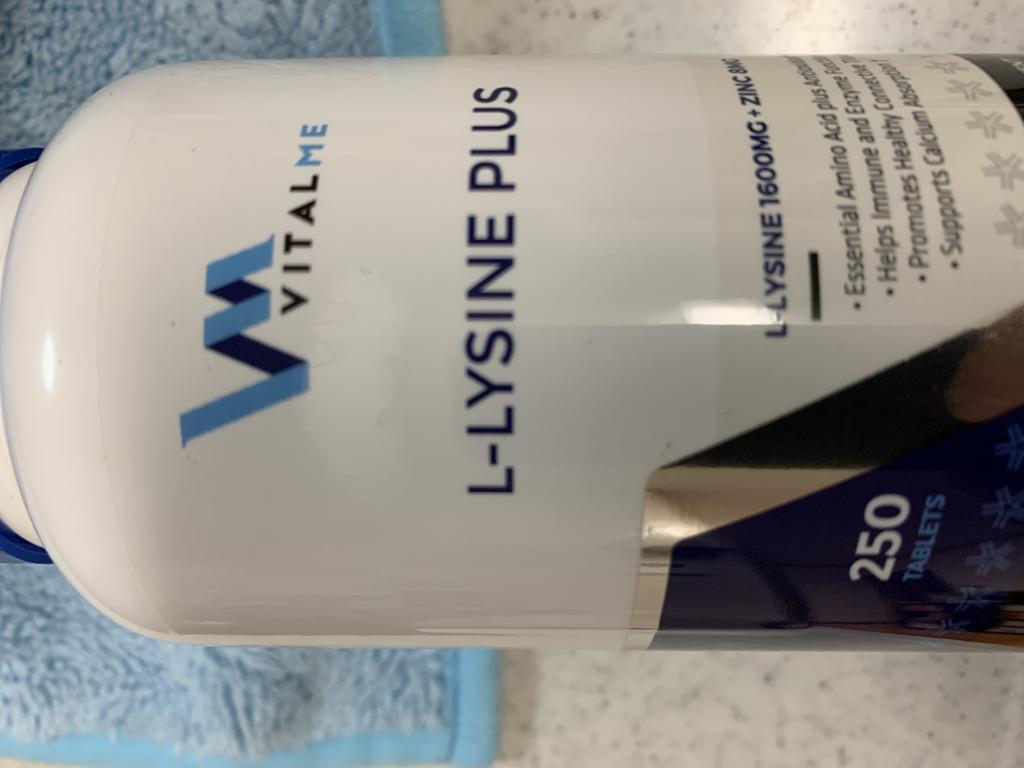 VITALME
L-LYSINE PLUS
L-LYSINE 1600MG + ZINC 8MG
• Essential Amino Acid plus
• Helps Immune and Enzyme
• Promotes Healthy Connective
• Supports Calcium Absorption
250
TABLETS